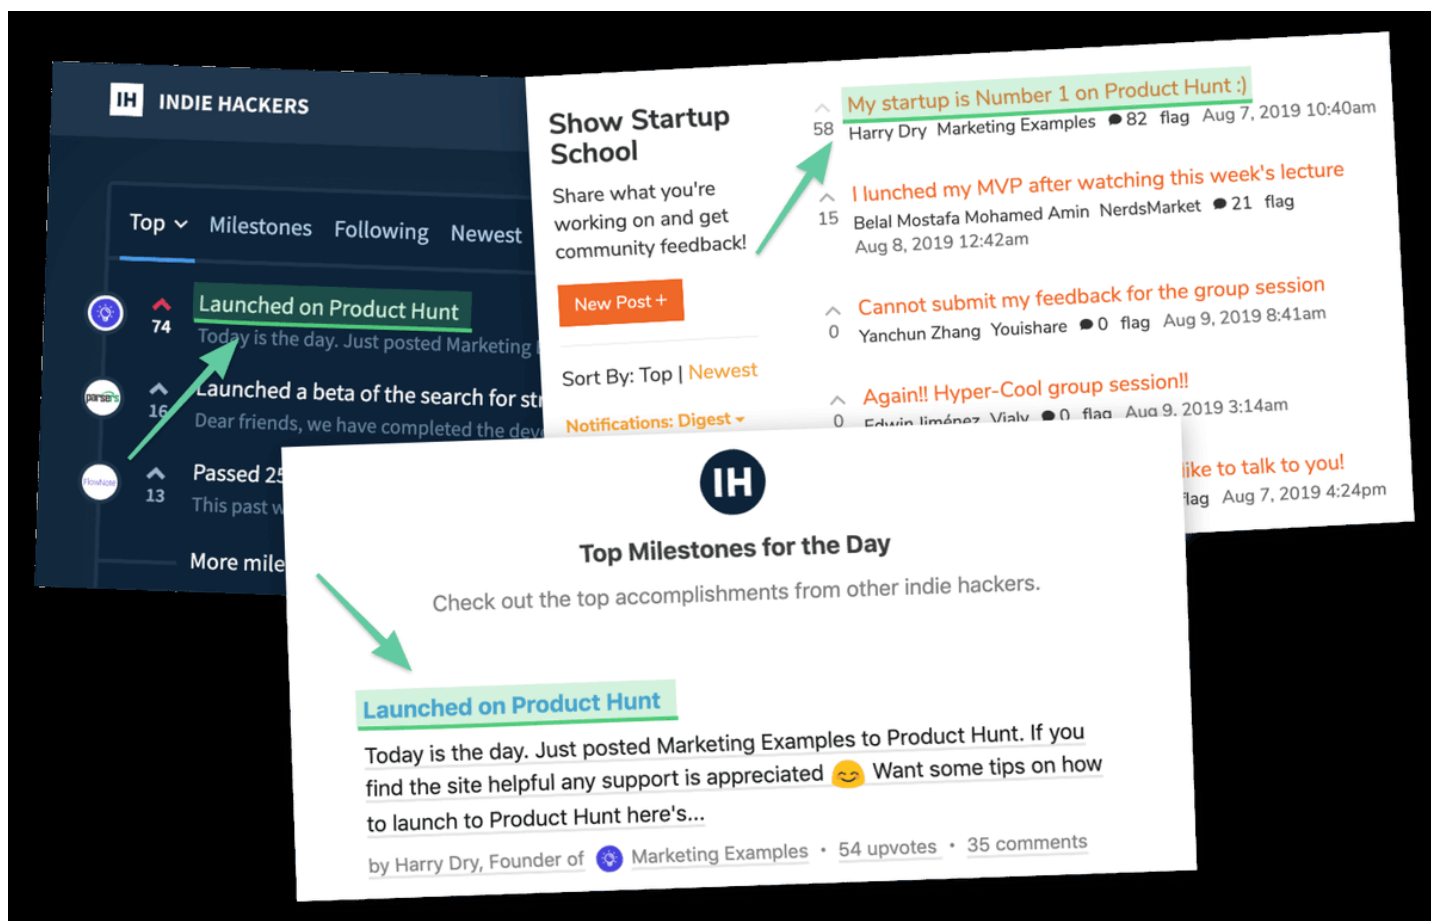 IH INDIE HACKERS
Top Milestones Following Newest
74
Launched on Product Hunt
Today is the day. Just posted Marketing
parsers
16
Launched a beta of the search for
Dear friends, we have completed the
FlowNote
13
Passed
This past
More
Show Startup
School
Share what you're
working on and get
community feedback!
New Post +
Sort By: Top | Newest
Notifications: Digest
58
My startup is Number 1 on Product Hunt :)
Harry Dry Marketing Examples 82 flag Aug 7, 2019 10:40am
15
I lunched my MVP after watching this week's lecture
Belal Mostafa Mohamed Amin NerdsMarket 21 flag
Aug 8, 2019 12:42am
0
Cannot submit my feedback for the group session
Yanchun Zhang Youishare 0 flag Aug 9, 2019 8:41am
0
Again!! Hyper-Cool group session!!
Edwin Jiménez Vialy 0 flag Aug 9, 2019 3:14am
like to talk to you!
flag Aug 7, 2019 4:24pm
IH
Top Milestones for the Day
Check out the top accomplishments from other indie hackers.
Launched on Product Hunt
Today is the day. Just posted Marketing Examples to Product Hunt. If you
find the site helpful any support is appreciated 😊 Want some tips on how
to launch to Product Hunt here's...
by Harry Dry, Founder of Marketing Examples • 54 upvotes • 35 comments